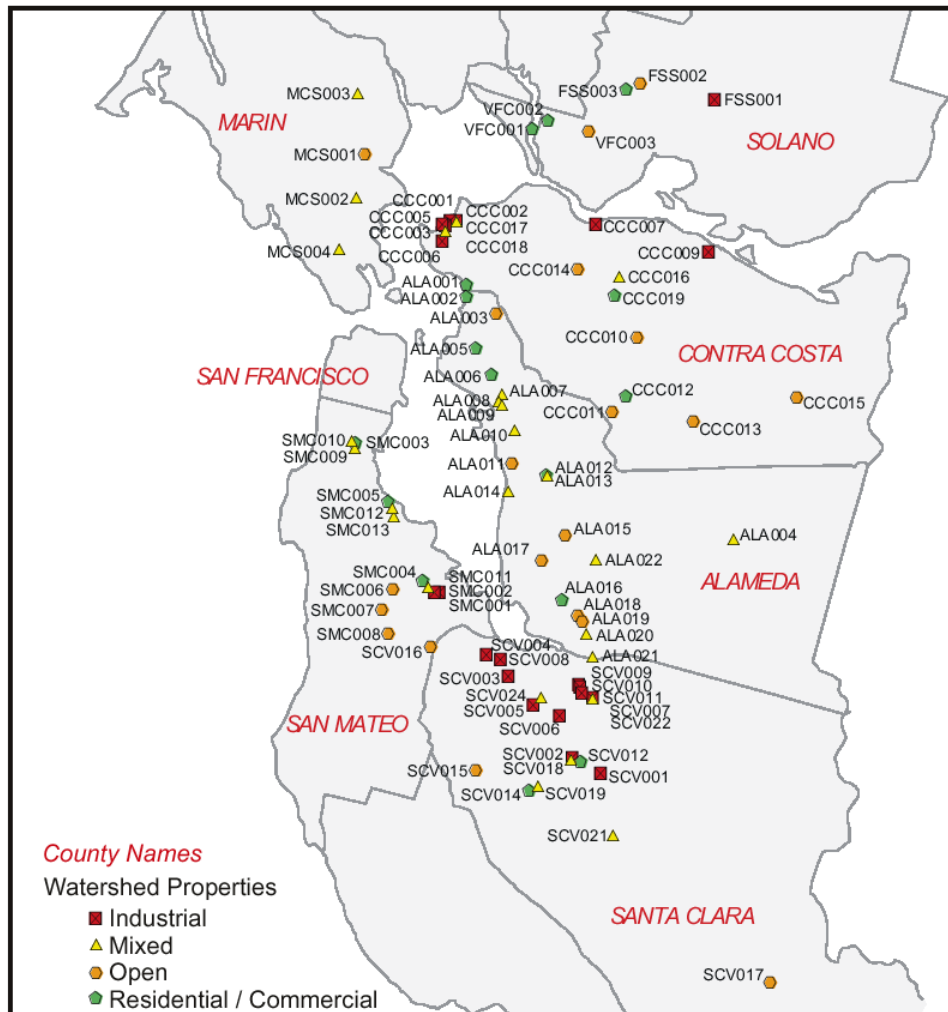 FSS002
FSS003
FSS001
MCS003
VFC002
MARIN
VFC001
VFC003
SOLANO
MCS001
MCS002
CCC001
CCC002
CCC005
CCC017
CCC007
CCC003
CCC018
MCS004
CCC006
CCC009
CCC014
CCC016
ALA001
ALA002
CCC019
ALA003
CCC010
ALA005
CONTRA COSTA
SAN FRANCISCO
ALA006
ALA007
CCC012
ALA008
CCC015
ALA009
CCC011
CCC013
ALA010
SMC010
SMC003
SMC009
ALA011
ALA012
ALA013
ALA014
SMC005
SMC012
SMC013
ALA015
ALA004
ALA017
ALA022
SMC004
SMC011
ALAMEDA
SMC006
SMC002
ALA016
SMC001
ALA018
SMC007
ALA019
SMC008
ALA020
SCV016
SCV004
SCV008
ALA021
SCV009
SCV003
SCV010
SCV024
SCV011
SCV005
SCV007
SAN MATEO
SCV006
SCV022
SCV002
SCV012
SCV018
SCV015
SCV001
SCV014
SCV019
SCV021
County Names
Watershed Properties
SANTA CLARA
Industrial
Mixed
Open
SCV017
Residential / Commercial